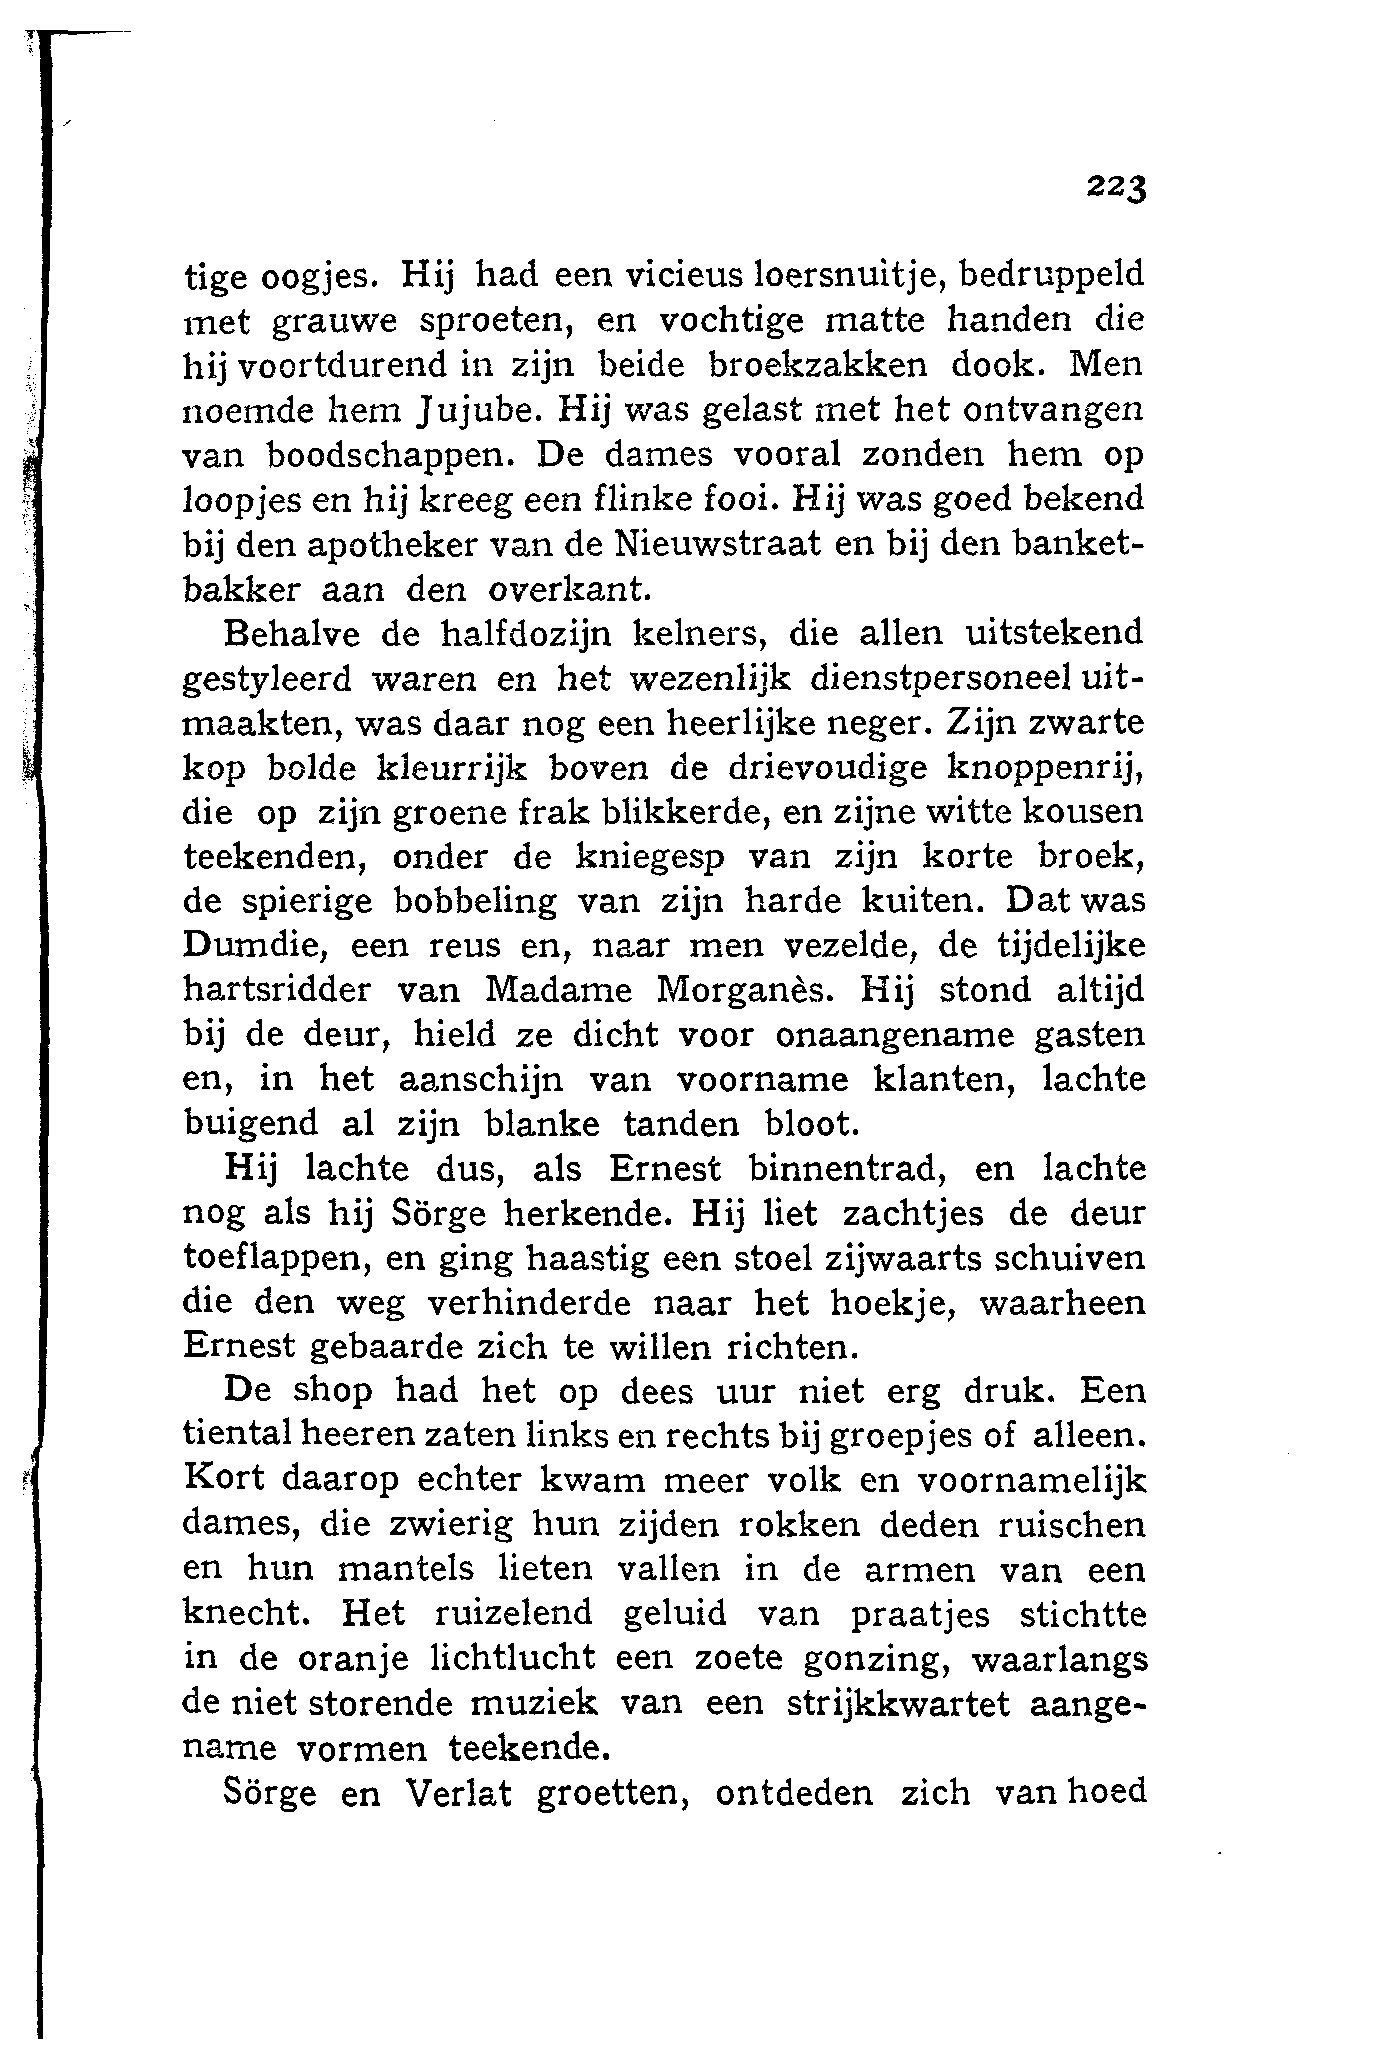 223
tige oogjes. Hij had een vicieus loersnuitje, bedruppeld
met grauwe sproeten, en vochtige matte handen die
hij voortdurend in zijn beide broekzakken dook. Men
noemde hem Jujube. Hij was gelast met het ontvangen
van boodschappen. De dames vooral zonden hem op
loopjes en hij kreeg een flinke fooi. Hij was goed bekend
bij den apotheker van de Nieuwstraat en bij den banket-
bakker aan den overkant.
Behalve de halfdozijn kelners, die allen uitstekend
gestyleerd waren en het wezenlijk dienstpersoneel uit-
maakten, was daar nog een heerlijke neger. Zijn zwarte
kop bolde kleurrijk boven de drievoudige knoppenrij,
die op zijn groene frak blikkerde, en zijne witte kousen
teekenden, onder de kniegesp van zijn korte broek,
de spierige bobbeling van zijn harde kuiten. Dat was
Dumdie, een reus en, naar men vezelde, de tijdelijke
hartsridder van Madame Morganès. Hij stond altijd
bij de deur, hield ze dicht voor onaangename gasten
en, in het aanschijn van voorname klanten, lachte
buigend al zijn blanke tanden bloot.
Hij lachte dus, als Ernest binnentrad, en lachte
nog als hij Sörge herkende. Hij liet zachtjes de deur
toeflappen, en ging haastig een stoel zijwaarts schuiven
die den weg verhinderde naar het hoekje, waarheen
Ernest gebaarde zich te willen richten.
De shop had het op dees uur niet erg druk. Een
tiental heeren zaten links en rechts bij groepjes of alleen.
Kort daarop echter kwam meer volk en voornamelijk
dames, die zwierig hun zijden rokken deden ruischen
en hun mantels lieten vallen in de armen van een
knecht. Het ruizelend geluid van praatjes stichtte
in de oranje lichtlucht een zoete gonzing, waarlangs
de niet storende muziek van een strijkkwartet aange-
name vormen teekende.
Sörge en Verlat groetten, ontdeden zich van hoed